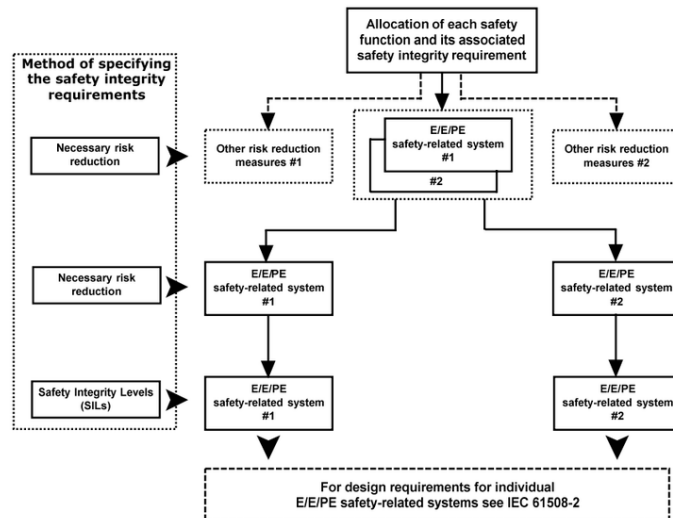 Allocation of each safety
function and its associated
safety integrity requirement
Method of specifying
the safety integrity
requirements
Necessary risk
reduction
Other risk reduction
measures #1
E/E/PE
safety-related system
#1
#2
Other risk reduction
measures #2
Necessary risk
reduction
E/E/PE
safety-related system
#1
E/E/PE
safety-related system
#2
Safety Integrity Levels
(SILs)
E/E/PE
safety-related system
#1
E/E/PE
safety-related system
#2
For design requirements for individual
E/E/PE safety-related systems see IEC 61508-2